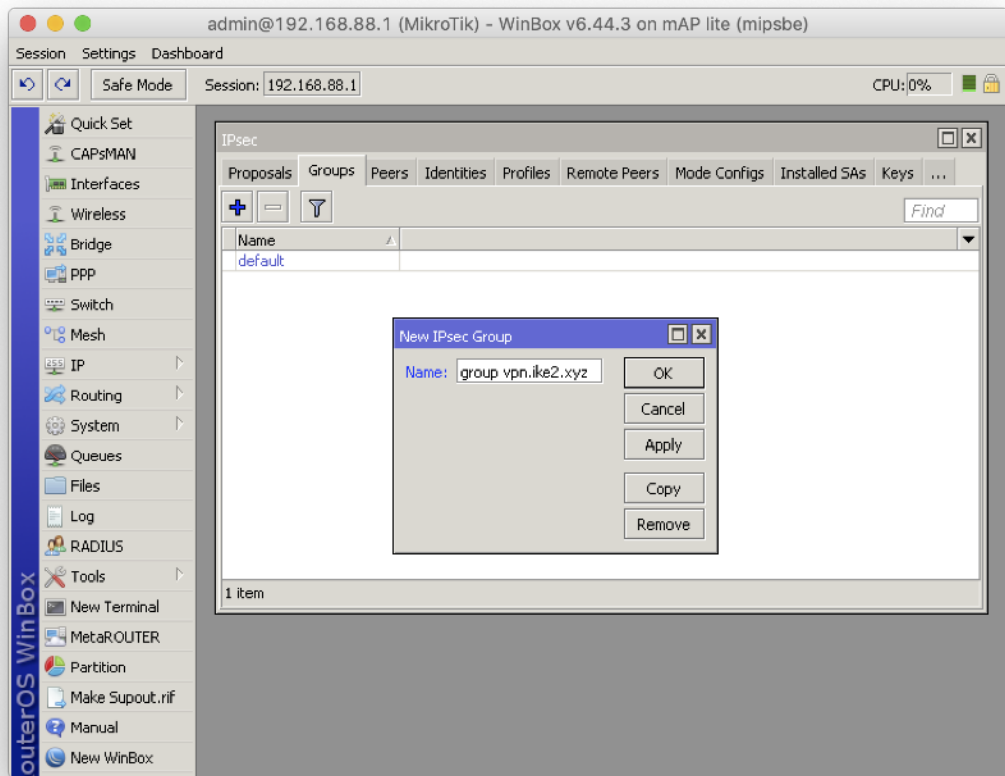 admin@192.168.88.1 (MikroTik) - WinBox v6.44.3 on mAP lite (mipsbe)
Session Settings Dashboard
Safe Mode Session: 192.168.88.1 CPU: 0%
Quick Set
CAPsMAN
Interfaces
Wireless
Bridge
PPP
Switch
Mesh
IP
Routing
System
Queues
Files
Log
RADIUS
Tools
New Terminal
MetaROUTER
Partition
Make Supout.rif
Manual
New WinBox
outerOS WinBox
IPsec
Proposals Groups Peers Identities Profiles Remote Peers Mode Configs Installed SAs Keys ...
Find
Name
default
New IPsec Group
Name: group vpn.ike2.xyz
OK
Cancel
Apply
Copy
Remove
1 item